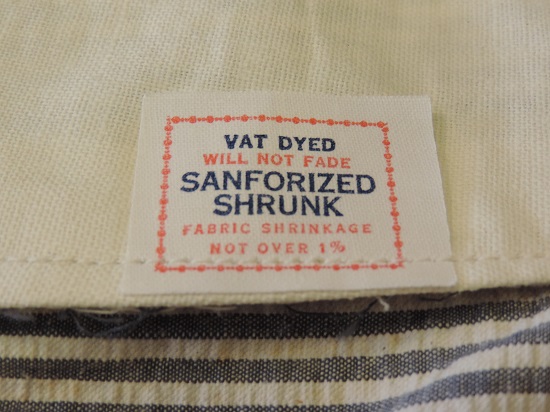 VAT DYED
WILL NOT FADE
SANFORIZED
SHRUNK
FABRIC SHRINKAGE
NOT OVER 1%